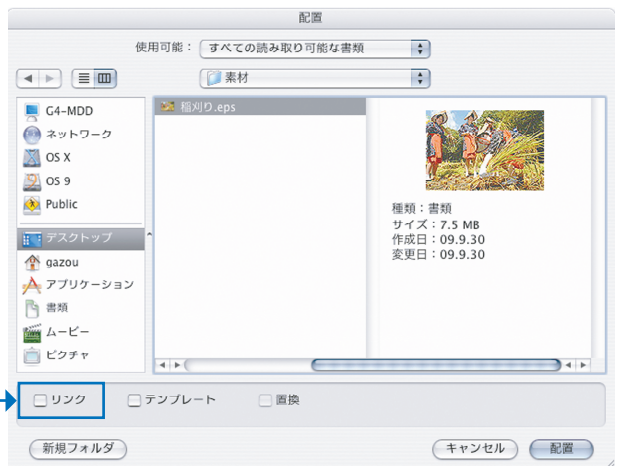 配置
使用可能： すべての読み取り可能な書類
素材
G4-MDD
ネットワーク
OS X
OS 9
Public
デスクトップ
gazou
アプリケーション
書類
ムービー
ピクチャ
稲刈り.eps
種類：書類
サイズ：7.5 MB
作成日：09.9.30
変更日：09.9.30
リンク テンプレート 置換
新規フォルダ キャンセル 配置